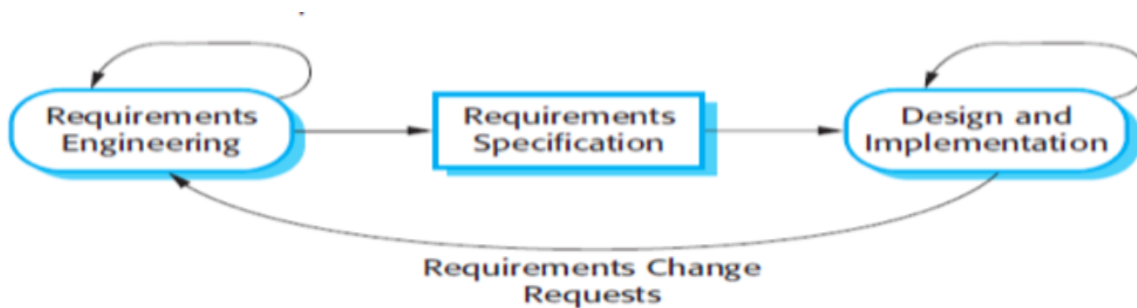 Requirements
Engineering
Requirements
Specification
Design and
Implementation
Requirements Change
Requests